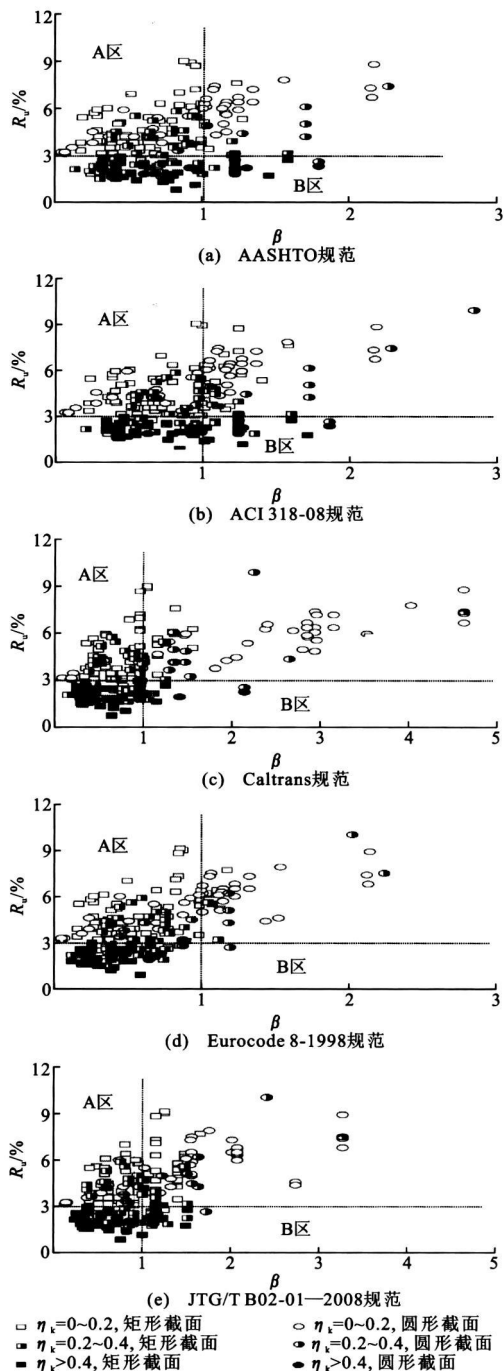 12
9
6
3
0
R_u/%
A区
B区
1
2
3
β
(a) AASHTO规范
12
9
6
3
0
R_u/%
A区
B区
1
2
3
β
(b) ACI 318-08规范
12
9
6
3
0
R_u/%
A区
B区
1
2
3
4
5
β
(c) Caltrans规范
12
9
6
3
0
R_u/%
A区
B区
1
2
3
β
(d) Eurocode 8-1998规范
12
9
6
3
0
R_u/%
A区
B区
1
2
3
4
5
β
(e) JTG/T B02-01—2008规范
η_k=0~0.2, 矩形截面 η_k=0~0.2, 圆形截面
η_k=0.2~0.4, 矩形截面 η_k=0.2~0.4, 圆形截面
η_k>0.4, 矩形截面 η_k>0.4, 圆形截面